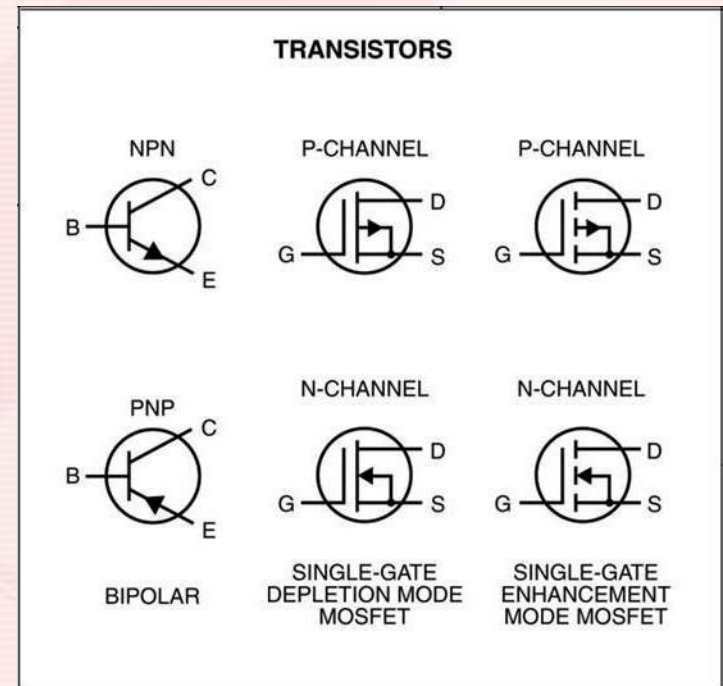 TRANSISTORS
NPN
C
B
E
P-CHANNEL
D
G
S
P-CHANNEL
D
G
S
PNP
C
B
E
N-CHANNEL
D
G
S
N-CHANNEL
D
G
S
BIPOLAR
SINGLE-GATE
DEPLETION MODE
MOSFET
SINGLE-GATE
ENHANCEMENT
MODE MOSFET